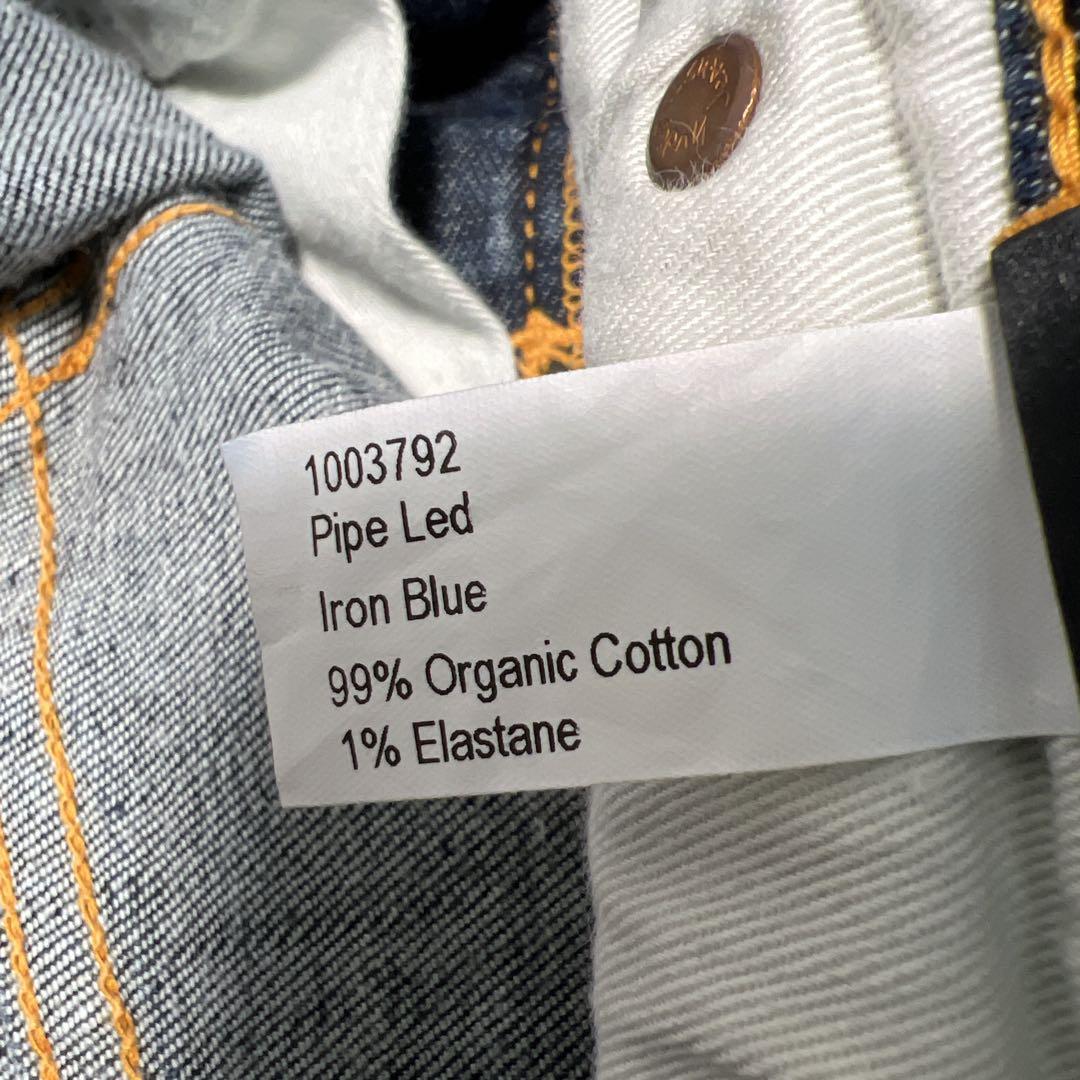 1003792
Pipe Led
Iron Blue
99% Organic Cotton
1% Elastane